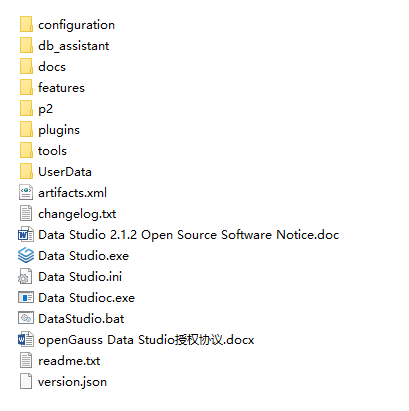 configuration
db_assistant
docs
features
p2
plugins
tools
UserData
artifacts.xml
changelog.txt
Data Studio 2.1.2 Open Source Software Notice.doc
Data Studio.exe
Data Studio.ini
Data Studioc.exe
DataStudio.bat
openGauss Data Studio授权协议.docx
readme.txt
version.json